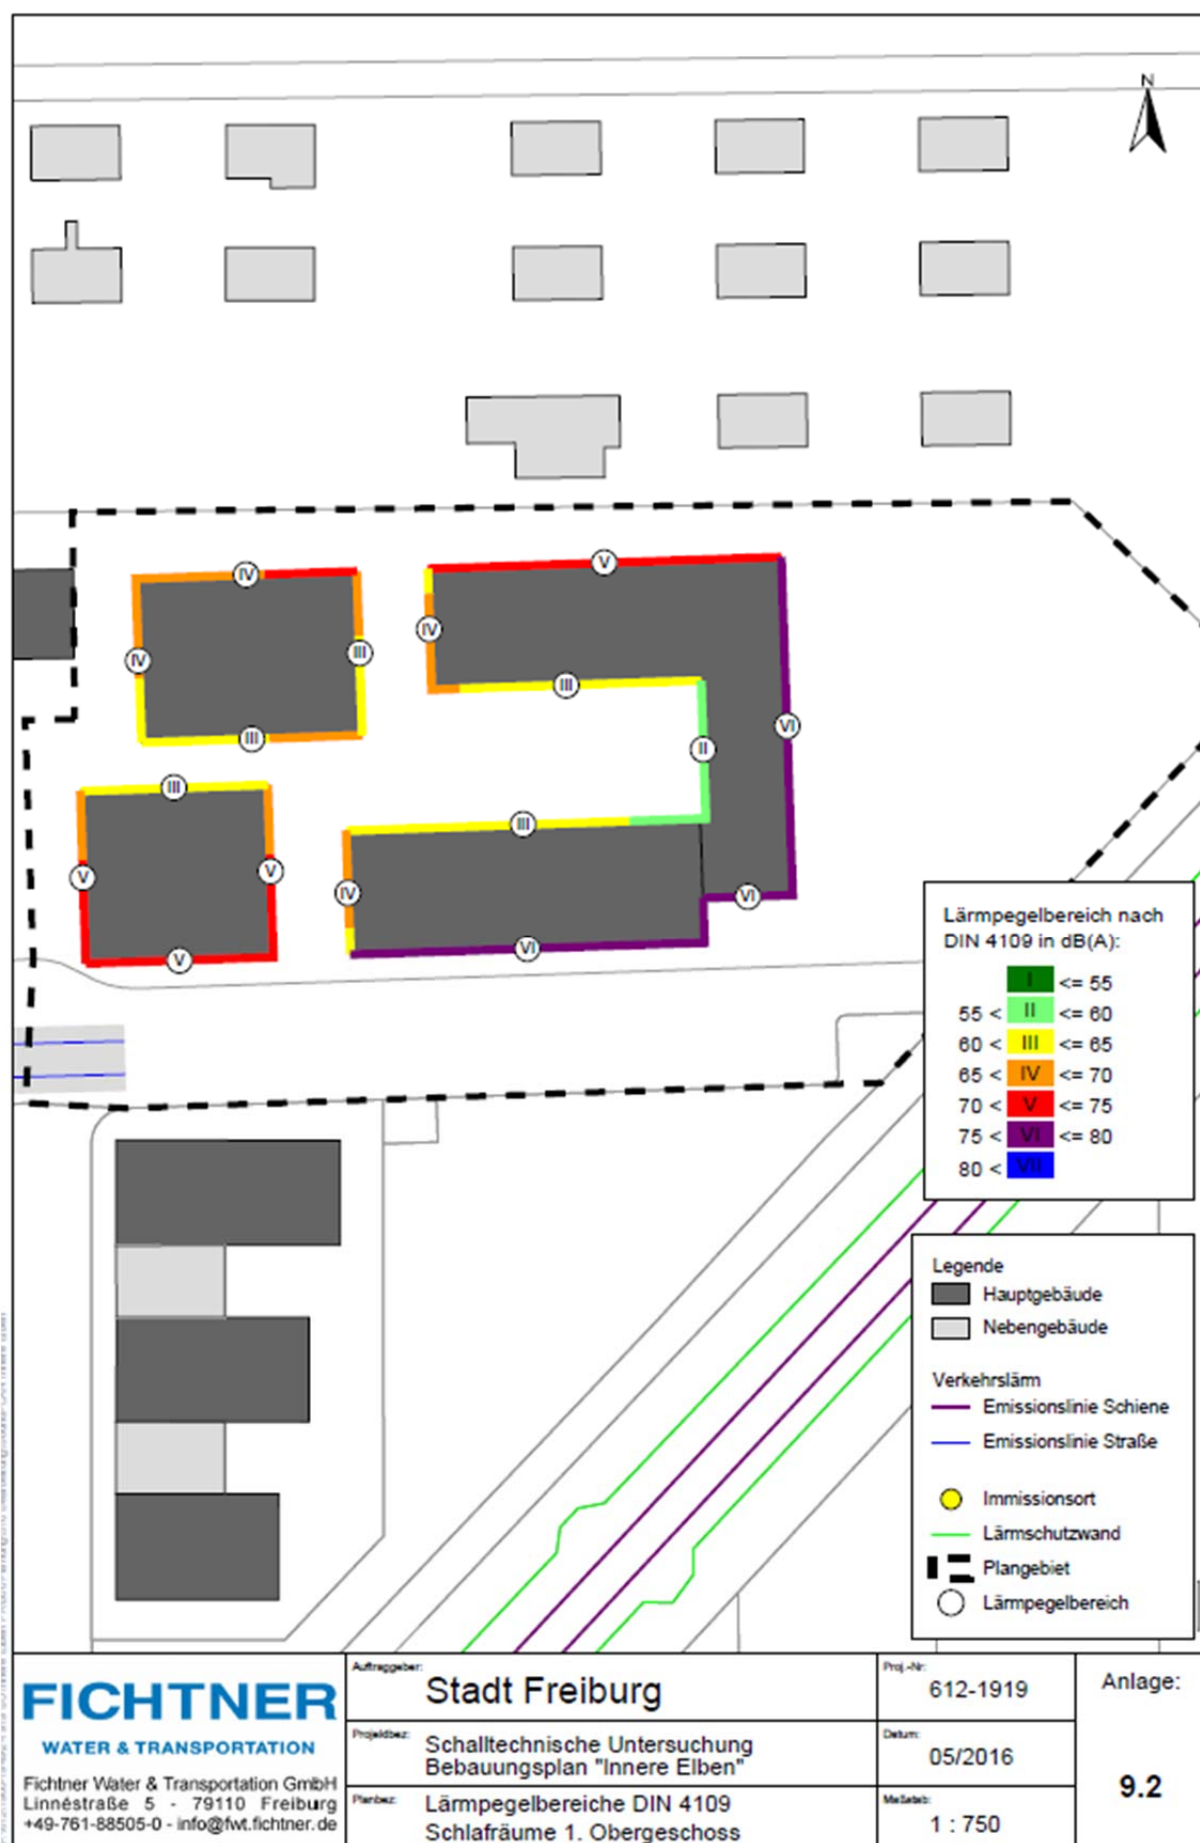 N
IV
V
IV
IV
III
III
III
II
VI
III
III
V
V
IV
VI
V
VI
Lärmpegelbereich nach
DIN 4109 in dB(A):
I <= 55
55 < II <= 60
60 < III <= 65
65 < IV <= 70
70 < V <= 75
75 < VI <= 80
80 < VII
Legende
Hauptgebäude
Nebengebäude
Verkehrslärm
Emissionslinie Schiene
Emissionslinie Straße
Immissionsort
Lärmschutzwand
Plangebiet
Lärmpegelbereich
FICHTNER
WATER & TRANSPORTATION
Fichtner Water & Transportation GmbH
Linnéstraße 5 - 79110 Freiburg
+49-761-88505-0 - info@fwt.fichtner.de
Auftraggeber:
Stadt Freiburg
Projektbez:
Schalltechnische Untersuchung
Bebauungsplan "Innere Elben"
Planbez:
Lärmpegelbereiche DIN 4109
Schlafräume 1. Obergeschoss
Proj.-Nr:
612-1919
Datum:
05/2016
Maßstab:
1 : 750
Anlage:
9.2